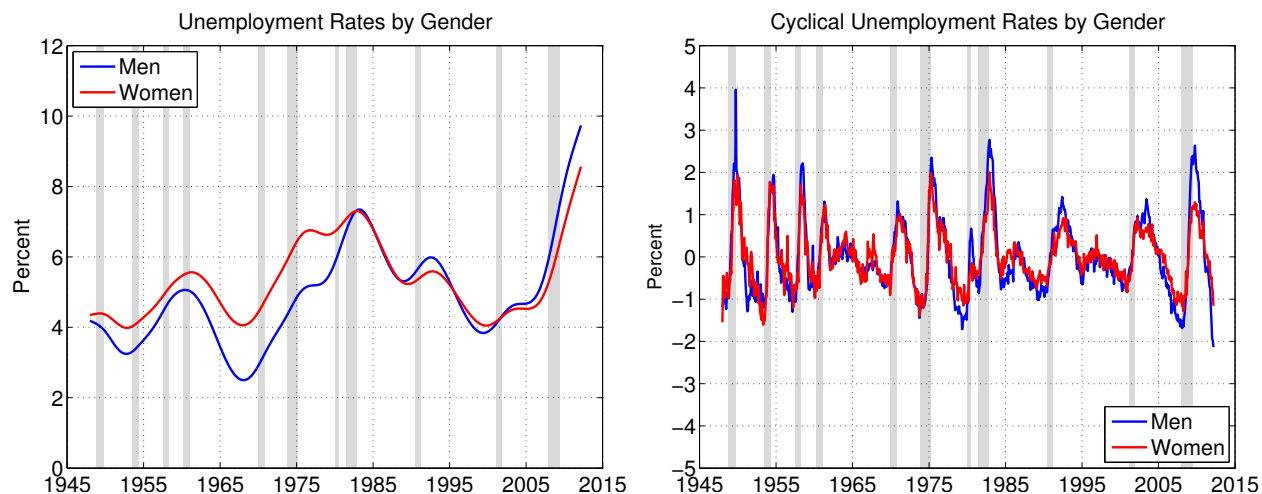 Unemployment Rates by Gender
12
10
8
6
4
2
0
Percent
Men
Women
1945 1955 1965 1975 1985 1995 2005 2015
Cyclical Unemployment Rates by Gender
5
4
3
2
1
0
−1
−2
−3
−4
−5
Percent
Men
Women
1945 1955 1965 1975 1985 1995 2005 2015